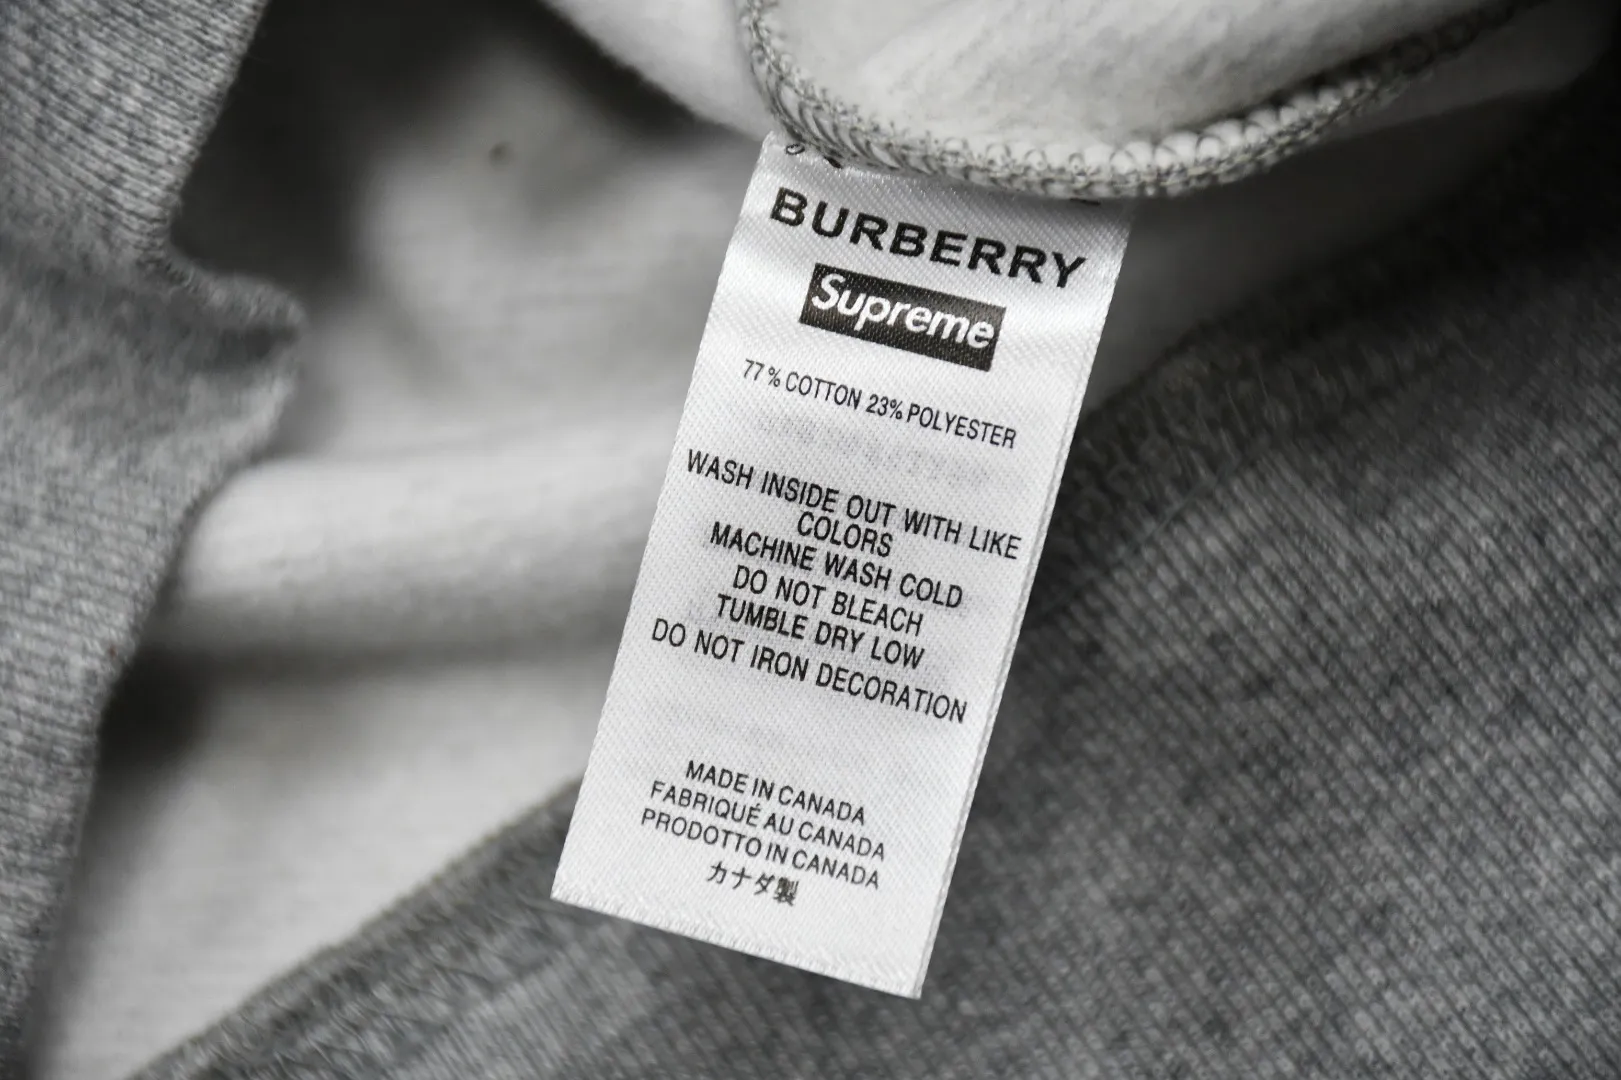 BURBERRY
Supreme
77% COTTON 23% POLYESTER
WASH INSIDE OUT WITH LIKE
COLORS
MACHINE WASH COLD
DO NOT BLEACH
TUMBLE DRY LOW
DO NOT IRON DECORATION
MADE IN CANADA
FABRIQUÉ AU CANADA
PRODOTTO IN CANADA
カナダ製